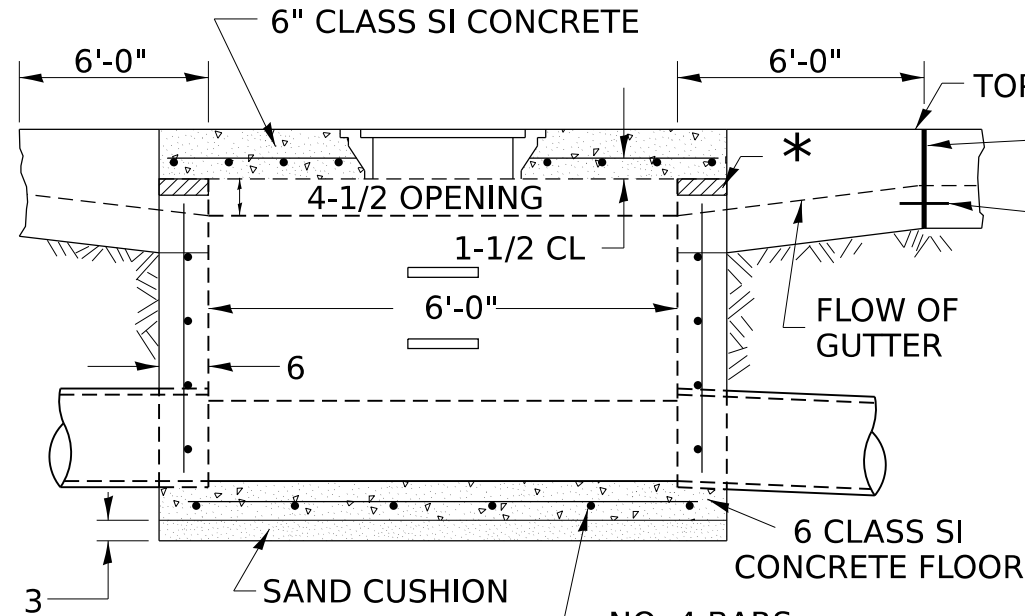 6" CLASS SI CONCRETE
6'-0"
6'-0"
TOP
*
4-1/2 OPENING
1-1/2 CL
6'-0"
FLOW OF
GUTTER
6
6 CLASS SI
CONCRETE FLOOR
SAND CUSHION
3
NO. 4 BARS